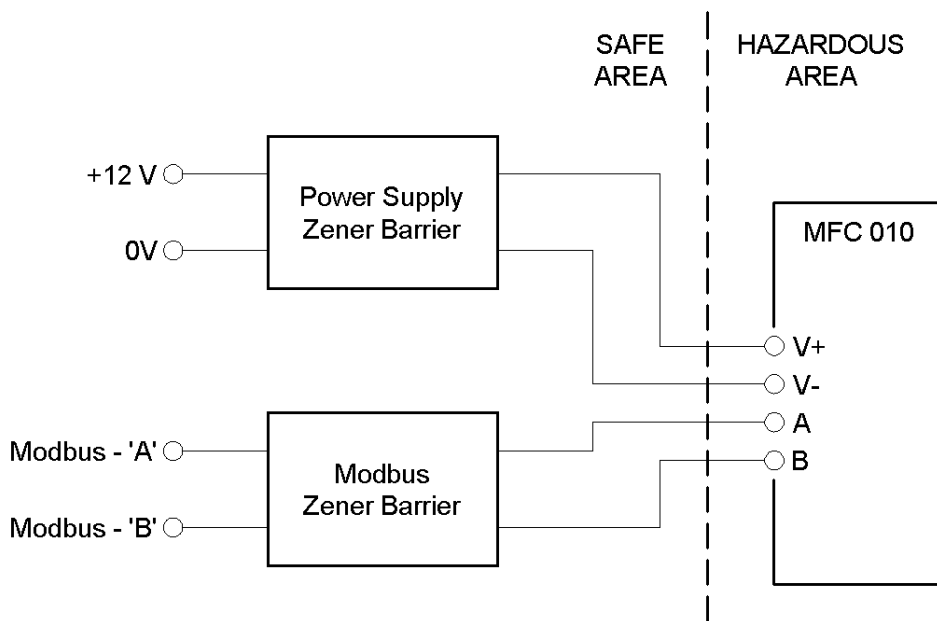 SAFE
AREA
HAZARDOUS
AREA
+12 V
0V
Power Supply
Zener Barrier
MFC 010
V+
V-
A
B
Modbus - 'A'
Modbus - 'B'
Modbus
Zener Barrier